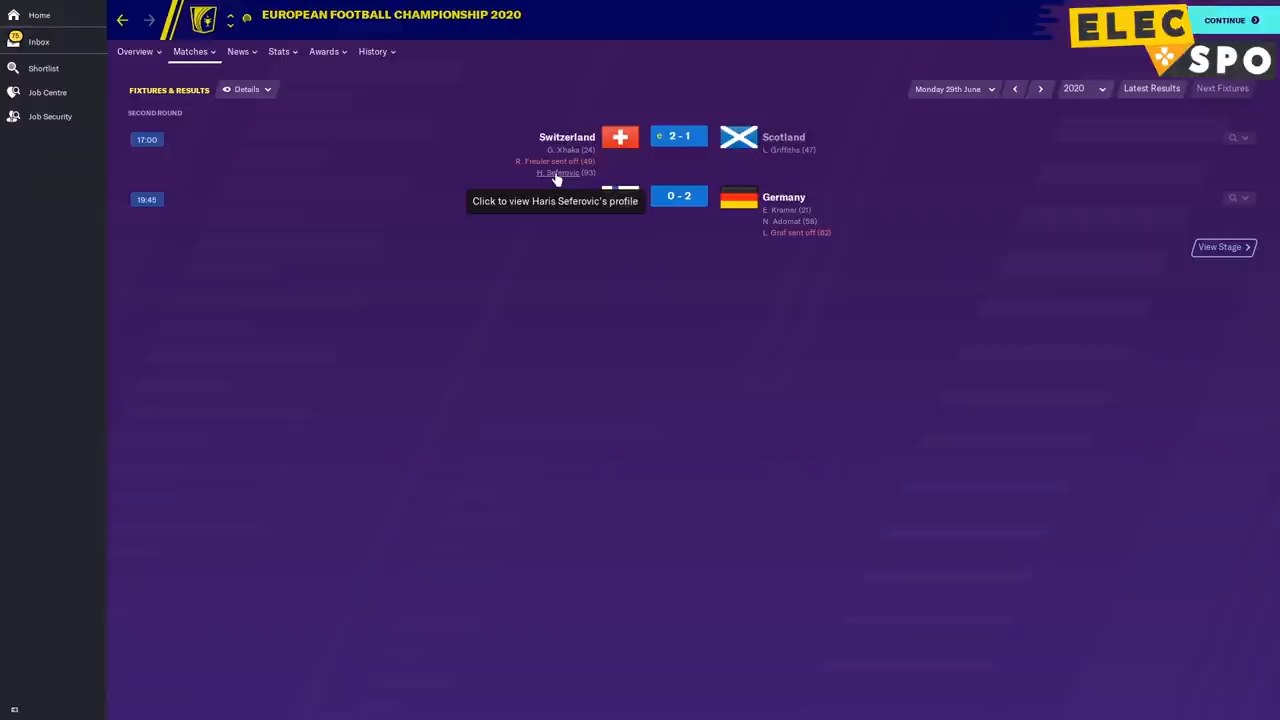 Home
75
Inbox
Shortlist
Job Centre
Job Security
EUROPEAN FOOTBALL CHAMPIONSHIP 2020
ELEC
SPO
CONTINUE
Overview Matches News Stats Awards History
FIXTURES & RESULTS Details Monday 29th June 2020 Latest Results Next Fixtures
SECOND ROUND
17:00 Switzerland e 2 - 1 Scotland
G. Xhaka (24) L. Griffiths (47)
R. Freuler sent off (49)
H. Seferovic (93)
19:45 0 - 2 Germany
Click to view Haris Seferovic's profile
E. Kramer (21)
N. Adomat (58)
L. Graf sent off (62)
View Stage